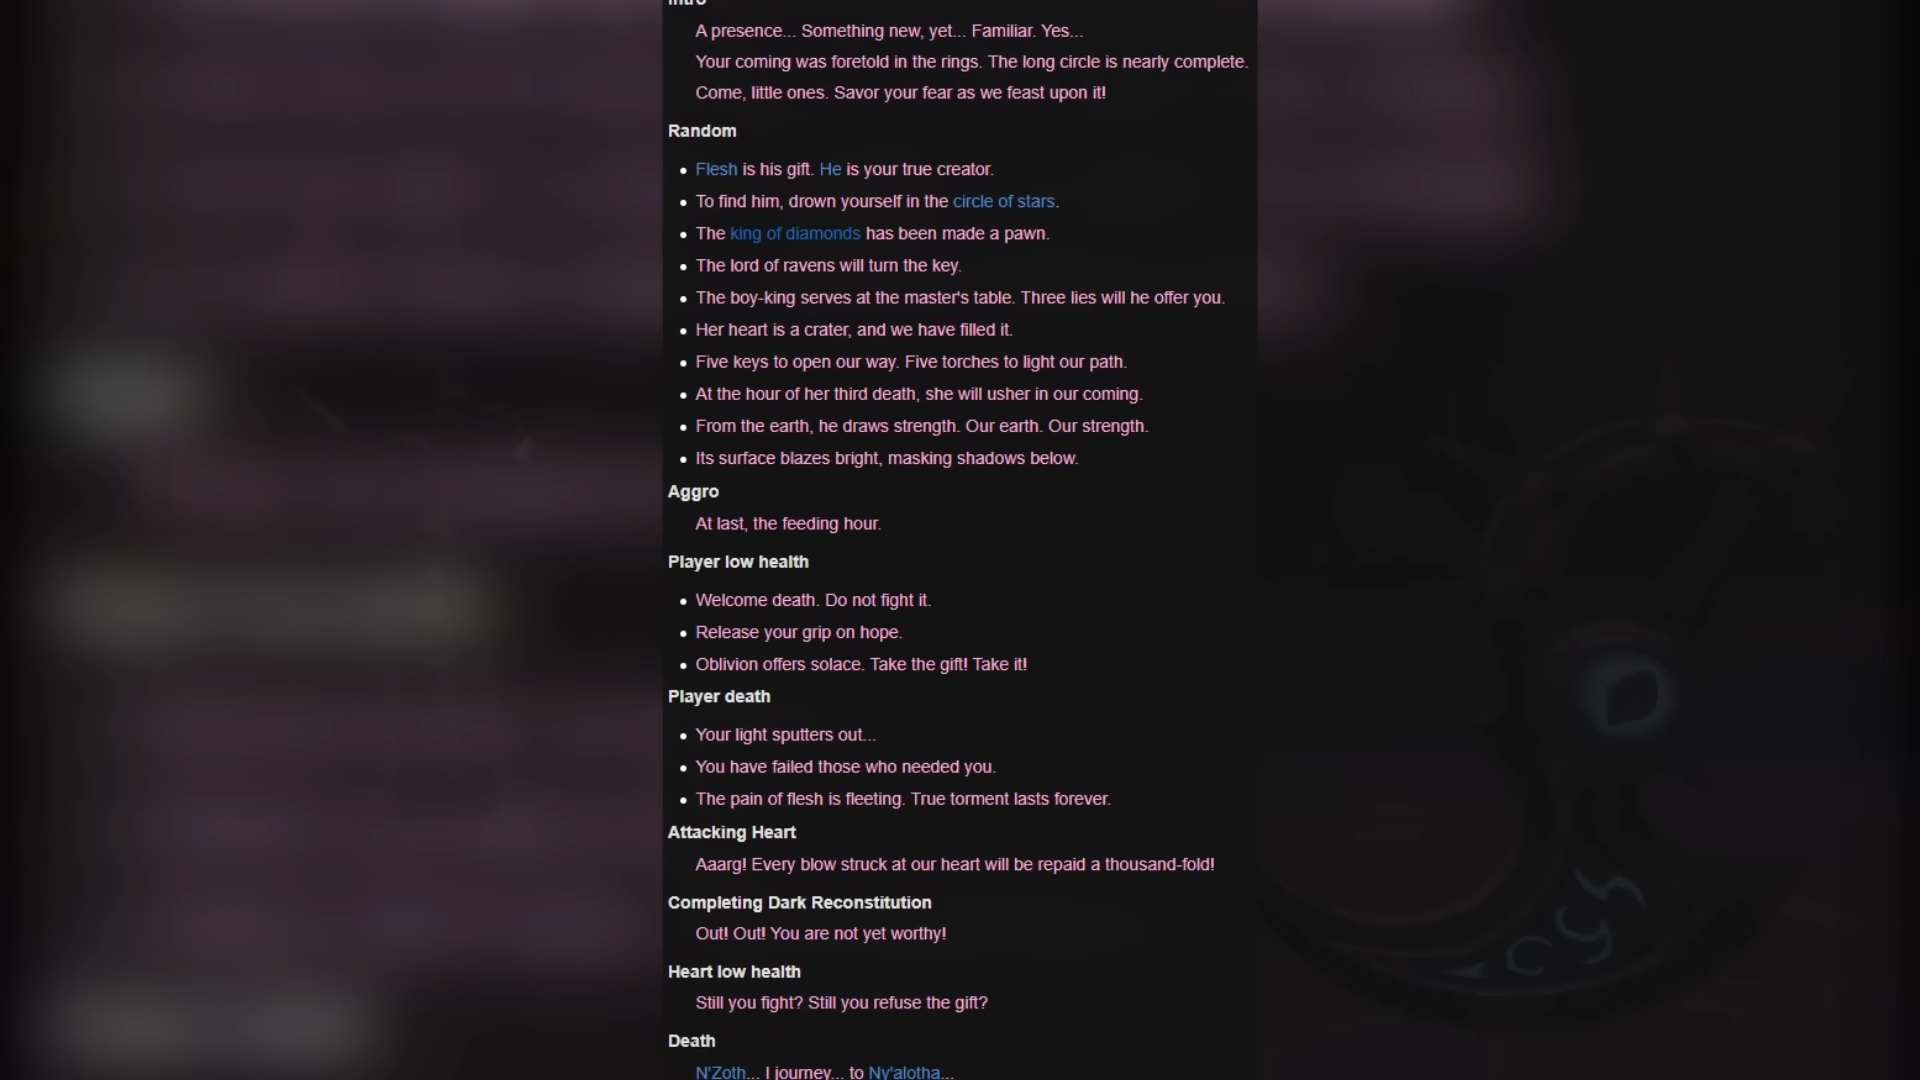 Intro
A presence... Something new, yet... Familiar. Yes...
Your coming was foretold in the rings. The long circle is nearly complete.
Come, little ones. Savor your fear as we feast upon it!
Random
Flesh is his gift. He is your true creator.
To find him, drown yourself in the circle of stars.
The king of diamonds has been made a pawn.
The lord of ravens will turn the key.
The boy-king serves at the master's table. Three lies will he offer you.
Her heart is a crater, and we have filled it.
Five keys to open our way. Five torches to light our path.
At the hour of her third death, she will usher in our coming.
From the earth, he draws strength. Our earth. Our strength.
Its surface blazes bright, masking shadows below.
Aggro
At last, the feeding hour.
Player low health
Welcome death. Do not fight it.
Release your grip on hope.
Oblivion offers solace. Take the gift! Take it!
Player death
Your light sputters out...
You have failed those who needed you.
The pain of flesh is fleeting. True torment lasts forever.
Attacking Heart
Aaarg! Every blow struck at our heart will be repaid a thousand-fold!
Completing Dark Reconstitution
Out! Out! You are not yet worthy!
Heart low health
Still you fight? Still you refuse the gift?
Death
N'Zoth... I journey... to Ny'alotha...